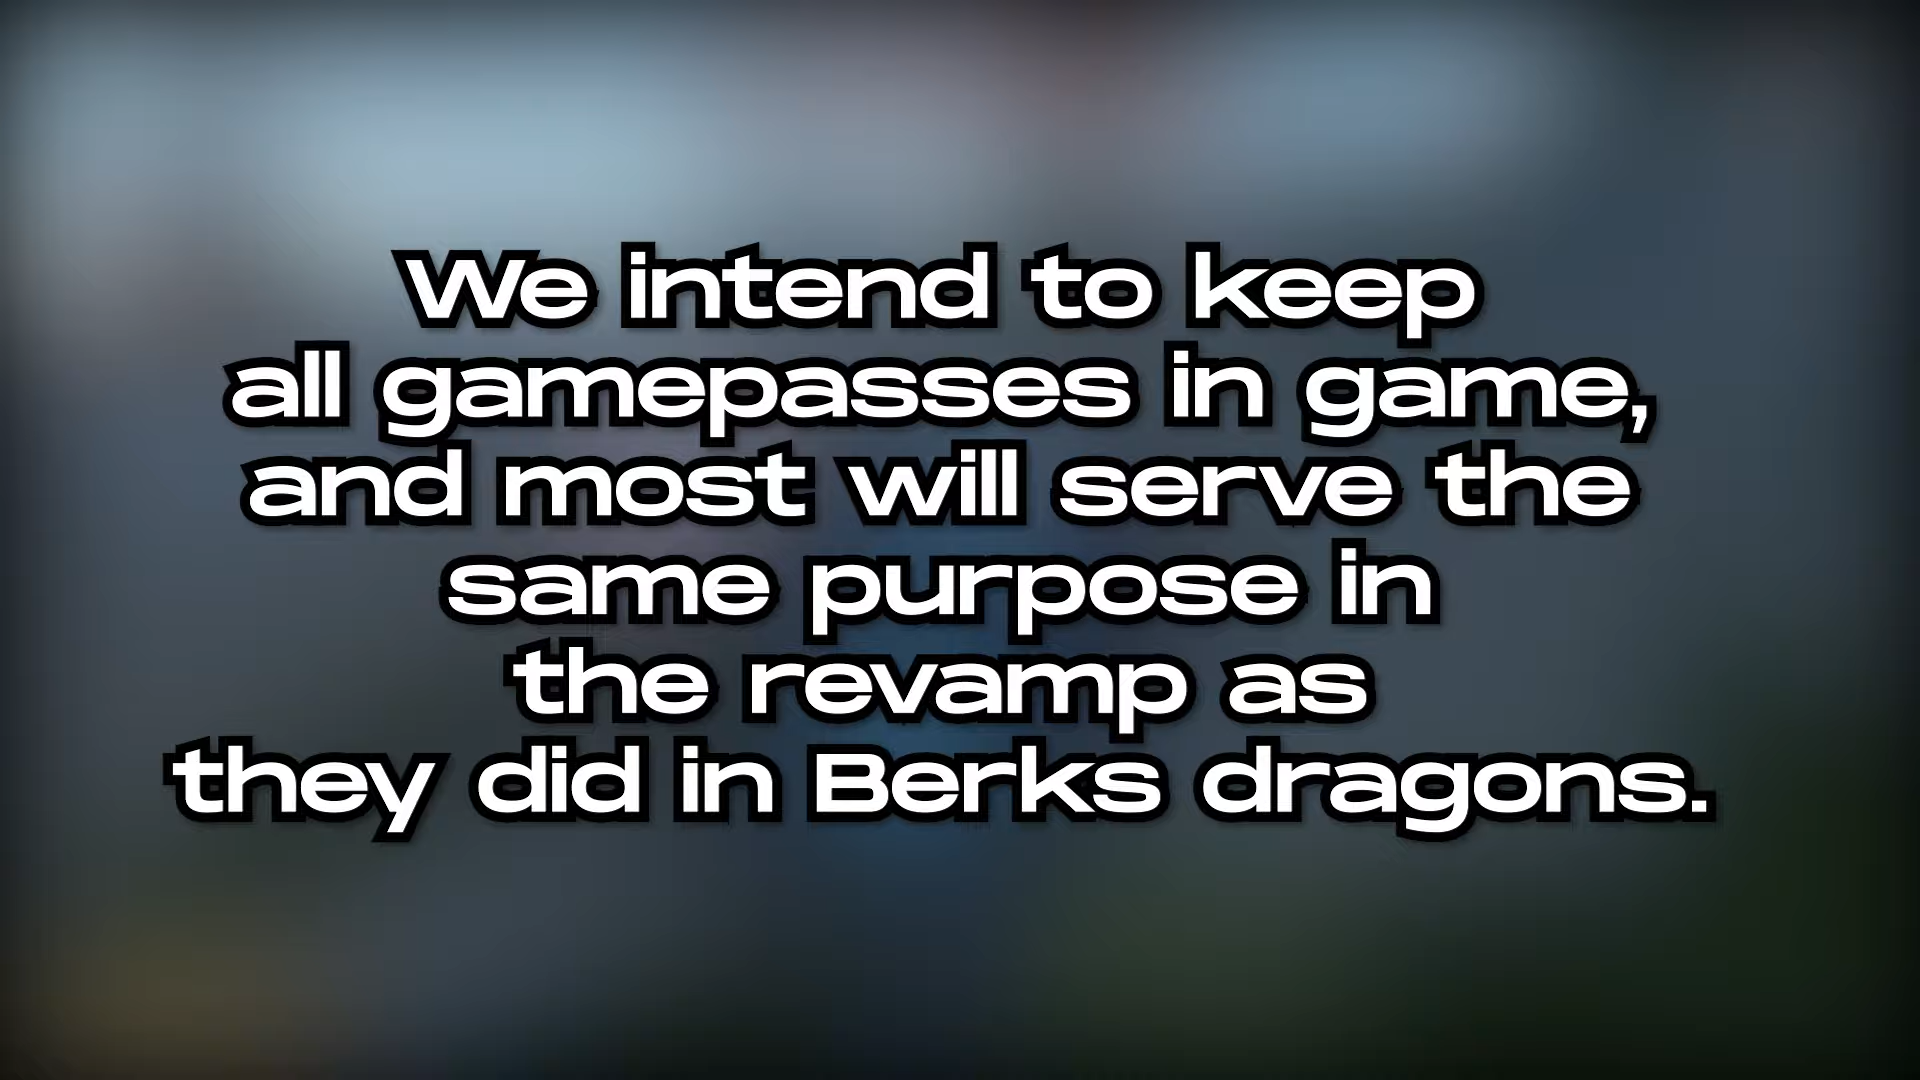 We intend to keep
all gamepasses in game,
and most will serve the
same purpose in
the revamp as
they did in Berks dragons.